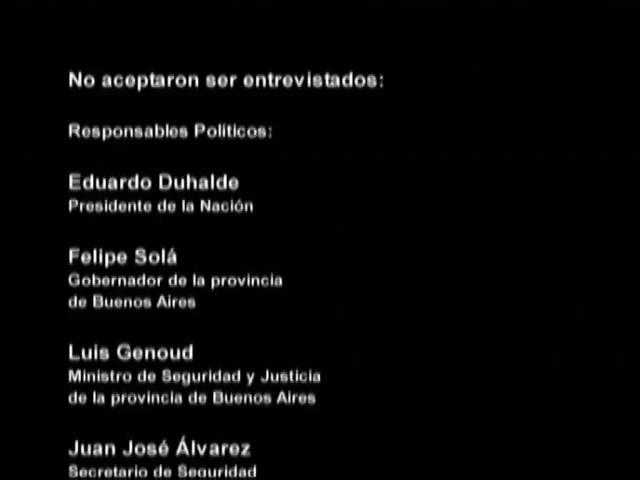 No aceptaron ser entrevistados:
Responsables Políticos:
Eduardo Duhalde
Presidente de la Nación
Felipe Solá
Gobernador de la provincia
de Buenos Aires
Luis Genoud
Ministro de Seguridad y Justicia
de la provincia de Buenos Aires
Juan José Álvarez
Secretario de Seguridad